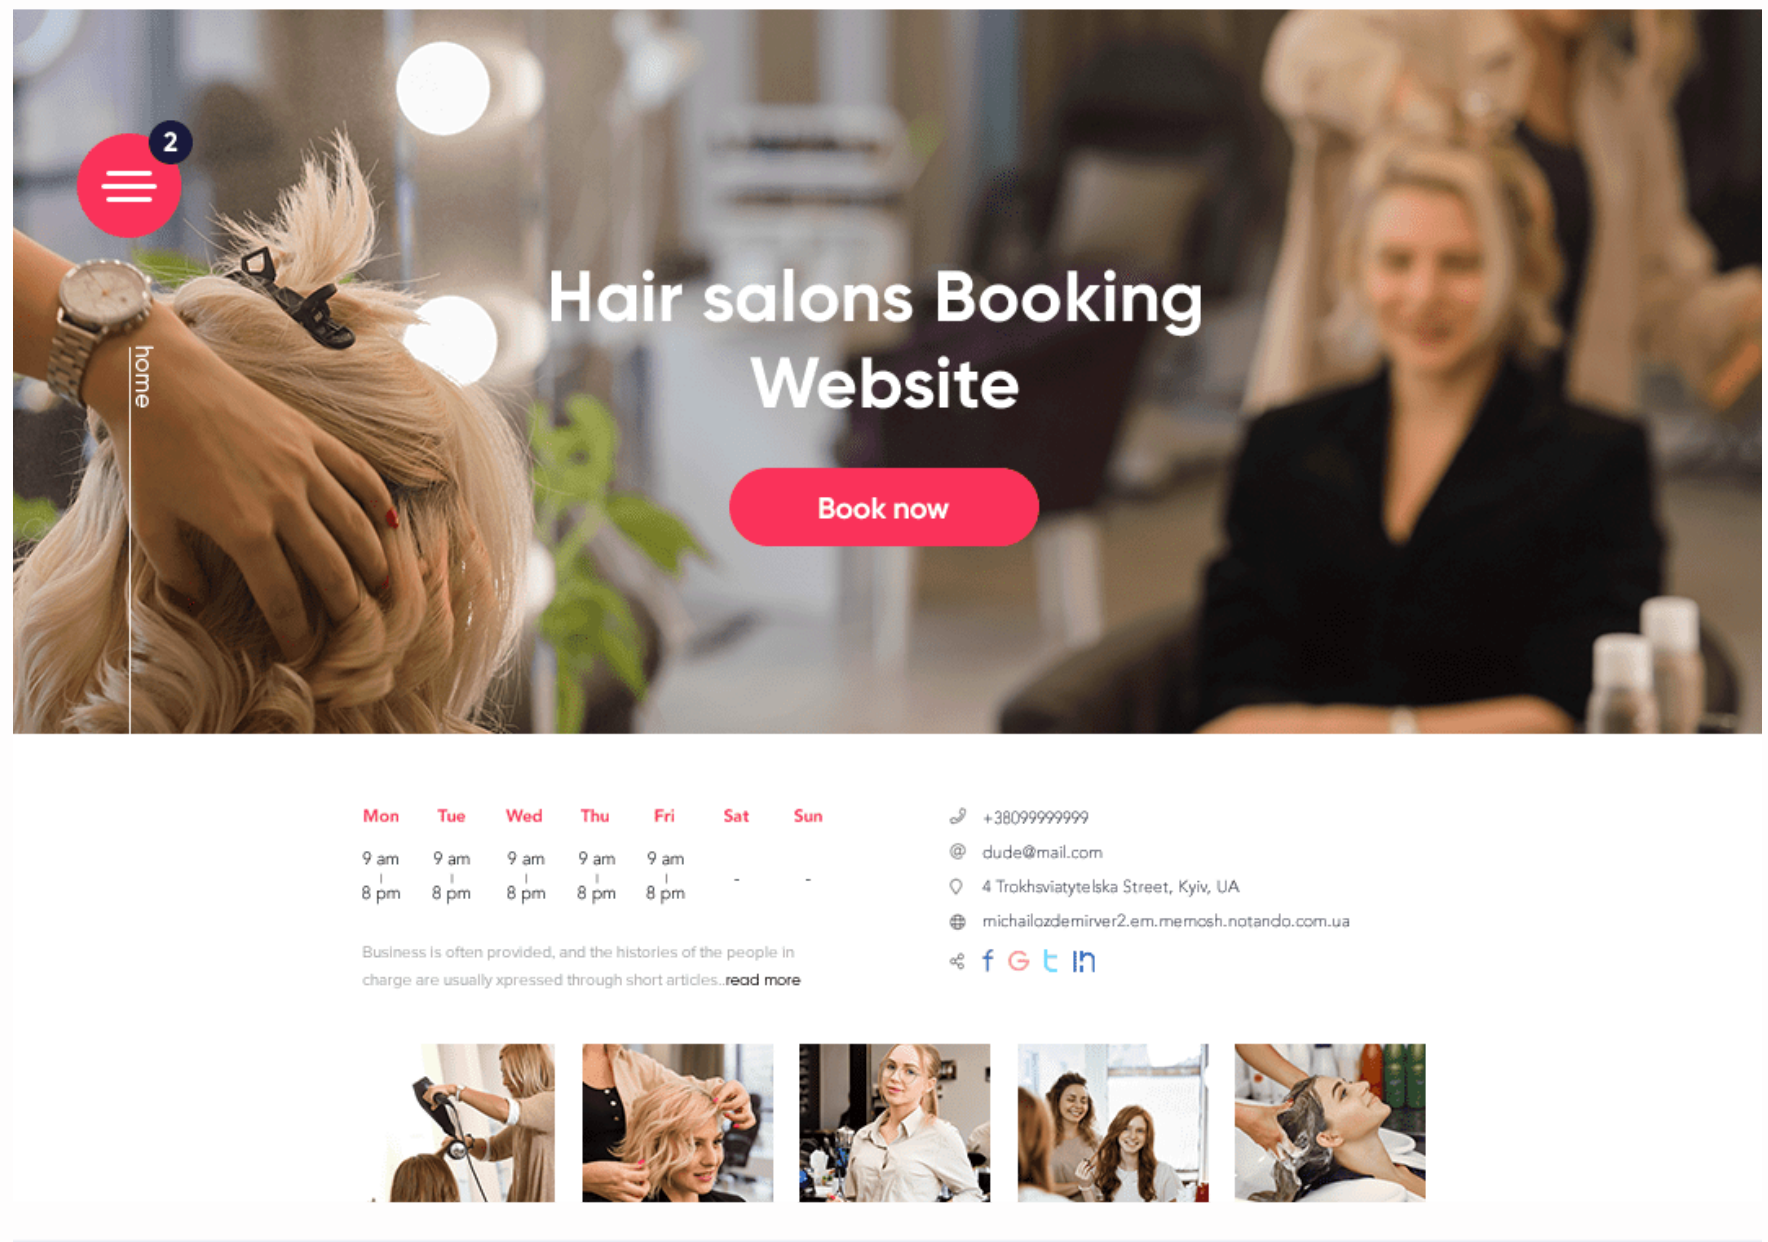 2
home
Hair salons Booking
Website
Book now
Mon Tue Wed Thu Fri Sat Sun
9 am 9 am 9 am 9 am 9 am
| | | | | - -
8 pm 8 pm 8 pm 8 pm 8 pm
Business is often provided, and the histories of the people in
charge are usually xpressed through short articles..read more
+38099999999
dude@mail.com
4 Trokhsviatytelska Street, Kyiv, UA
michailozdemirver2.em.memosh.notando.com.ua
f G t in